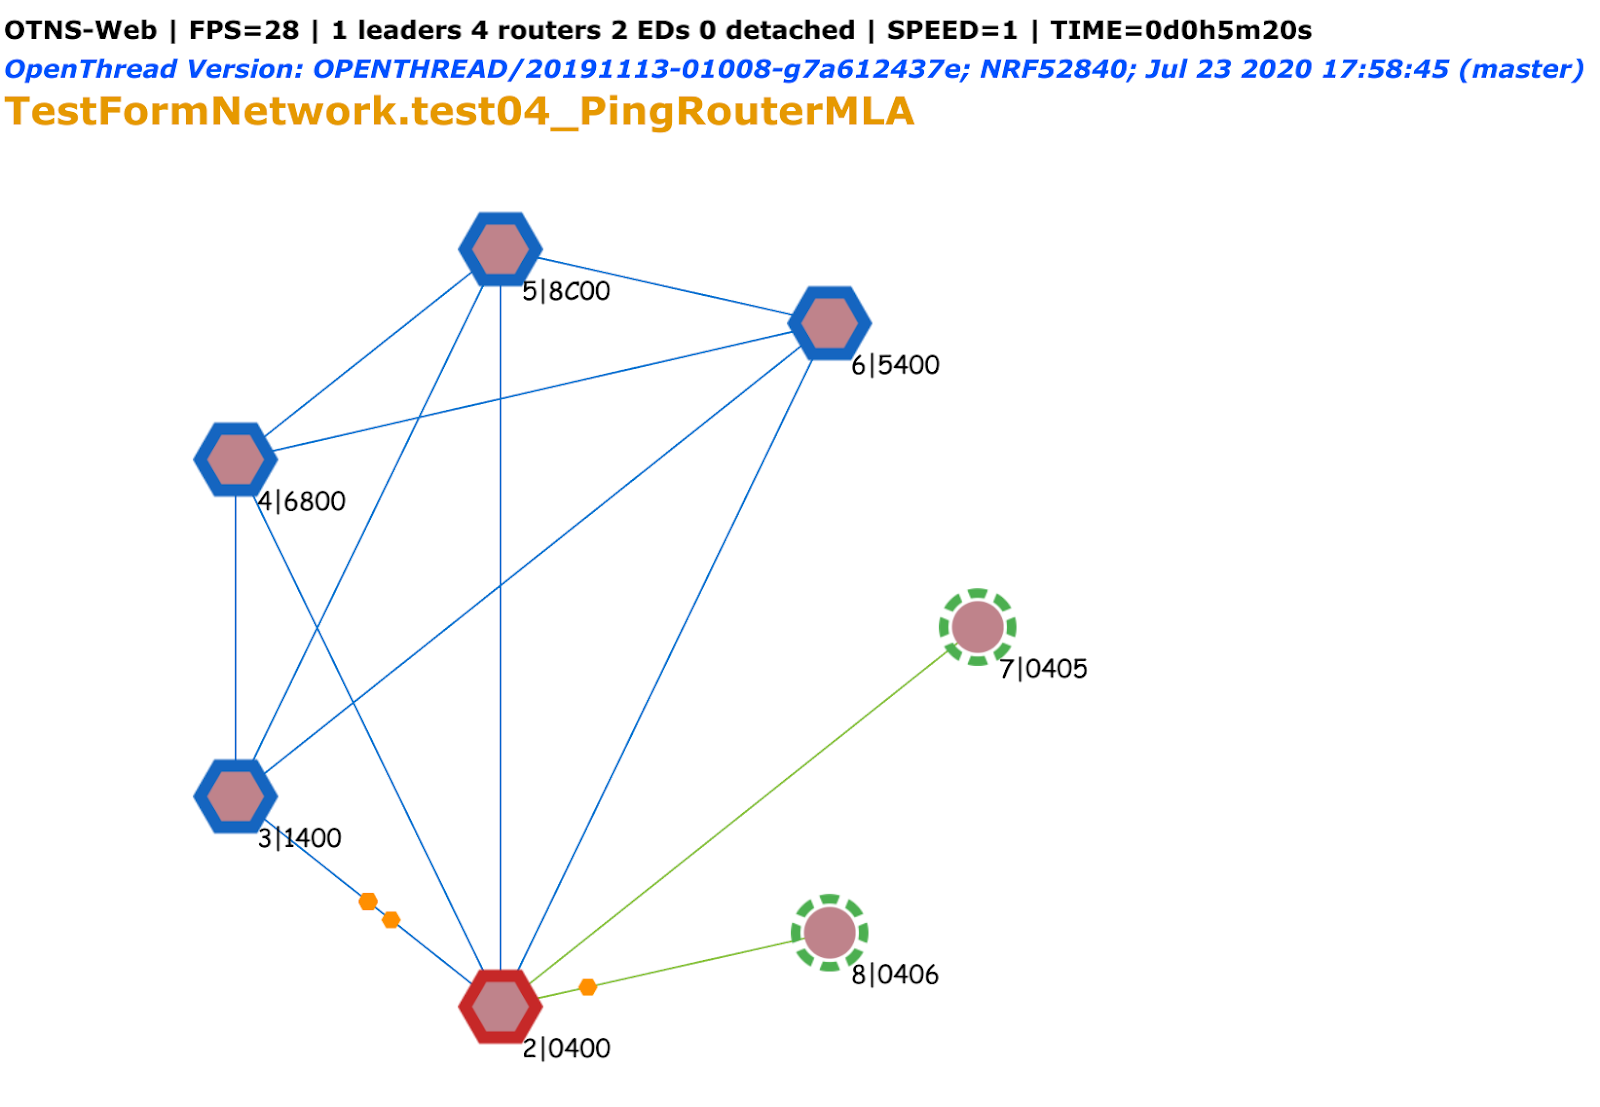 OTNS-Web | FPS=28 | 1 leaders 4 routers 2 EDs 0 detached | SPEED=1 | TIME=0d0h5m20s
OpenThread Version: OPENTHREAD/20191113-01008-g7a612437e; NRF52840; Jul 23 2020 17:58:45 (master)
TestFormNetwork.test04_PingRouterMLA
5|8C00
6|5400
4|6800
7|0405
3|1400
8|0406
2|0400